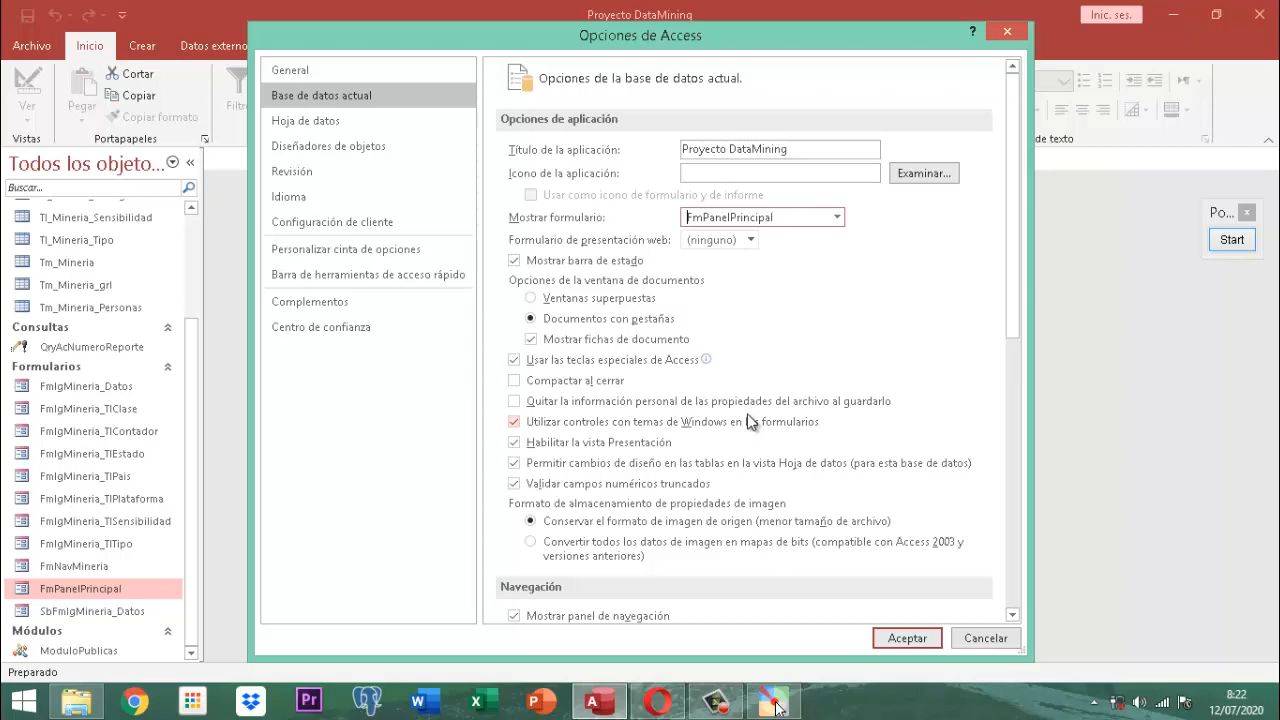 Proyecto DataMining
Inic. ses.
Opciones de Access
?
Archivo
Inicio
Crear
Datos externo
Ver
Pegar
Cortar
Copiar
Copiar formato
Filtr
Vistas
Portapapeles
de texto
Todos los objeto...
Buscar...
Tl_Mineria_Sensibilidad
Tl_Mineria_Tipo
Tm_Mineria
Tm_Mineria_grl
Tm_Mineria_Personas
Consultas
QryAcNumeroReporte
Formularios
FmIgMineria_Datos
FmIgMineria_TlClase
FmIgMineria_TlContador
FmIgMineria_TlEstado
FmIgMineria_TlPais
FmIgMineria_TlPlataforma
FmIgMineria_TlSensibilidad
FmIgMineria_TlTipo
FmNavMineria
FmPanelPrincipal
SbFmIgMineria_Datos
Módulos
ModuloPublicas
Preparado
General
Base de datos actual
Hoja de datos
Diseñadores de objetos
Revisión
Idioma
Configuración de cliente
Personalizar cinta de opciones
Barra de herramientas de acceso rápido
Complementos
Centro de confianza
Opciones de la base de datos actual.
Opciones de aplicación
Título de la aplicación: Proyecto DataMining
Icono de la aplicación: Examinar...
Usar como icono de formulario y de informe
Mostrar formulario: FmPanelPrincipal
Formulario de presentación web: (ninguno)
Mostrar barra de estado
Opciones de la ventana de documentos
Ventanas superpuestas
Documentos con pestañas
Mostrar fichas de documento
Usar las teclas especiales de Access
Compactar al cerrar
Quitar la información personal de las propiedades del archivo al guardarlo
Utilizar controles con temas de Windows en formularios
Habilitar la vista Presentación
Permitir cambios de diseño en las tablas en la vista Hoja de datos (para esta base de datos)
Validar campos numéricos truncados
Formato de almacenamiento de propiedades de imagen
Conservar el formato de imagen de origen (menor tamaño de archivo)
Convertir todos los datos de imagen en mapas de bits (compatible con Access 2003 y
versiones anteriores)
Navegación
Mostrar panel de navegación
Aceptar
Cancelar
Po...
Start
8:22
12/07/2020